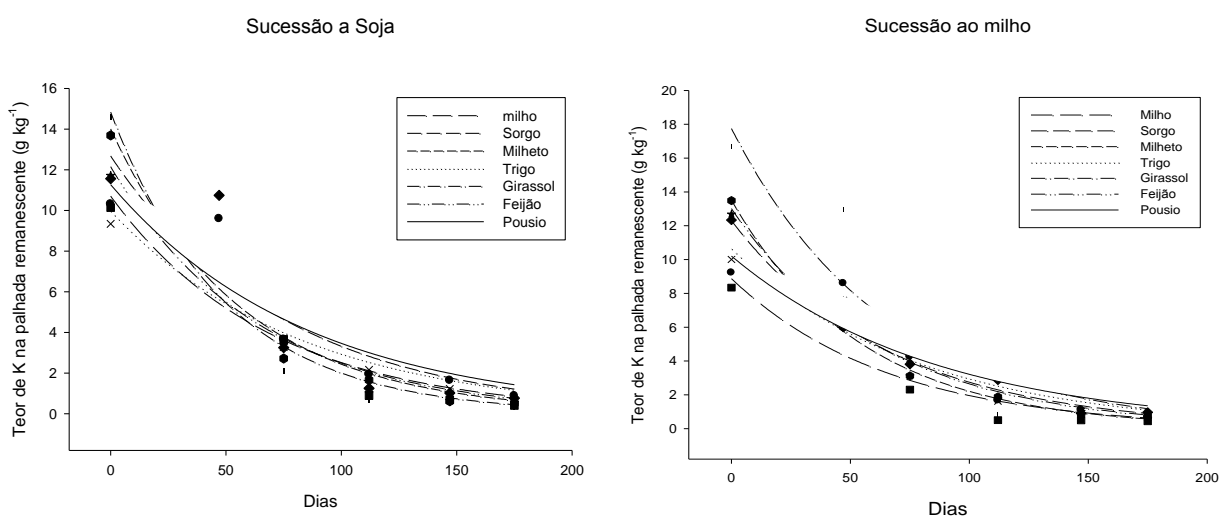 Sucessão a Soja
Teor de K na palhada remanescente (g kg⁻¹)
16
14
12
10
8
6
4
2
0
milho
Sorgo
Milheto
Trigo
Girassol
Feijão
Pousio
0
50
100
150
200
Dias
Sucessão ao milho
Teor de K na palhada remanescente (g kg⁻¹)
20
18
16
14
12
10
8
6
4
2
0
Milho
Sorgo
Milheto
Trigo
Girassol
Feijão
Pousio
0
50
100
150
200
Dias